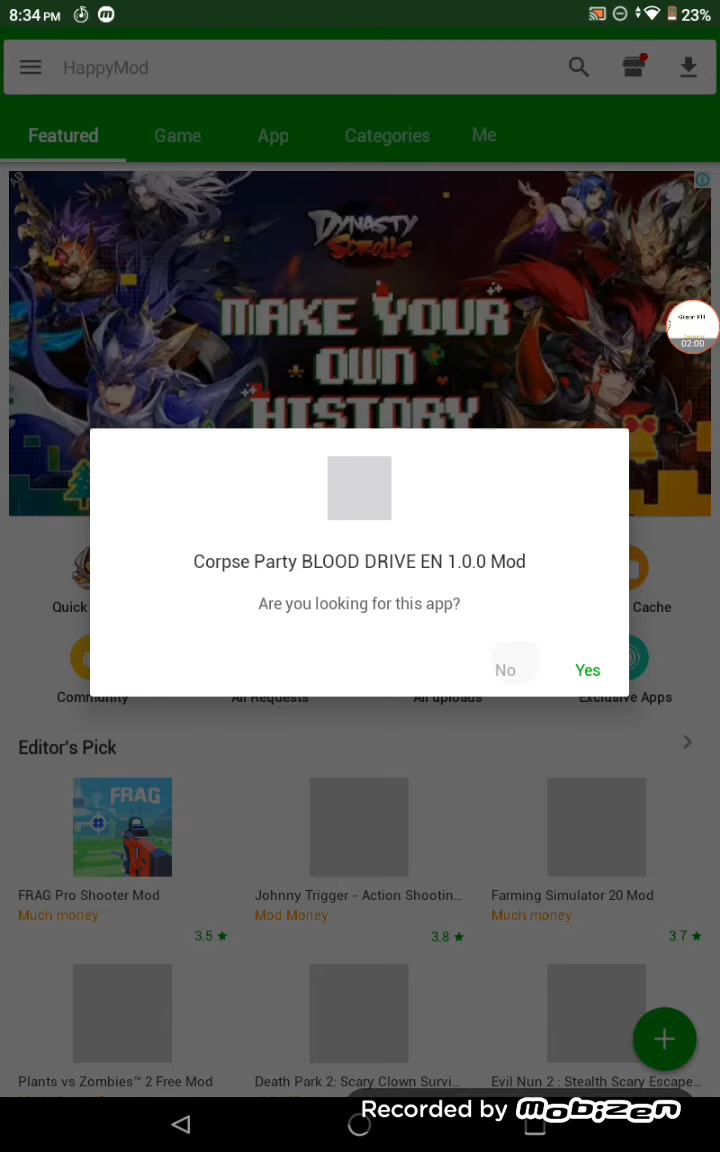 8:34 PM
23%
HappyMod
Featured Game App Categories Me
AD
DYNASTY
SCROLLS
MAKE YOUR
OWN
HISTORY
02:00
Corpse Party BLOOD DRIVE EN 1.0.0 Mod
Are you looking for this app?
No Yes
Quick
Cache
Community All Requests All uploads Exclusive Apps
Editor's Pick
FRAG
FRAG Pro Shooter Mod
Much money
3.5
Johnny Trigger - Action Shootin...
Mod Money
3.8
Farming Simulator 20 Mod
Much money
3.7
Plants vs Zombies™ 2 Free Mod
Death Park 2: Scary Clown Survi...
Evil Nun 2 : Stealth Scary Escape...
Recorded by MOBIZEN